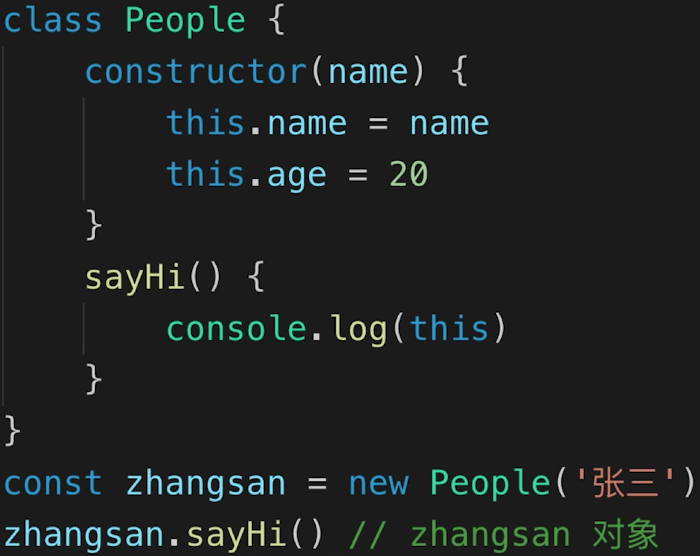 class People {
    constructor(name) {
        this.name = name
        this.age = 20
    }
    sayHi() {
        console.log(this)
    }
}
const zhangsan = new People('张三')
zhangsan.sayHi() // zhangsan 对象